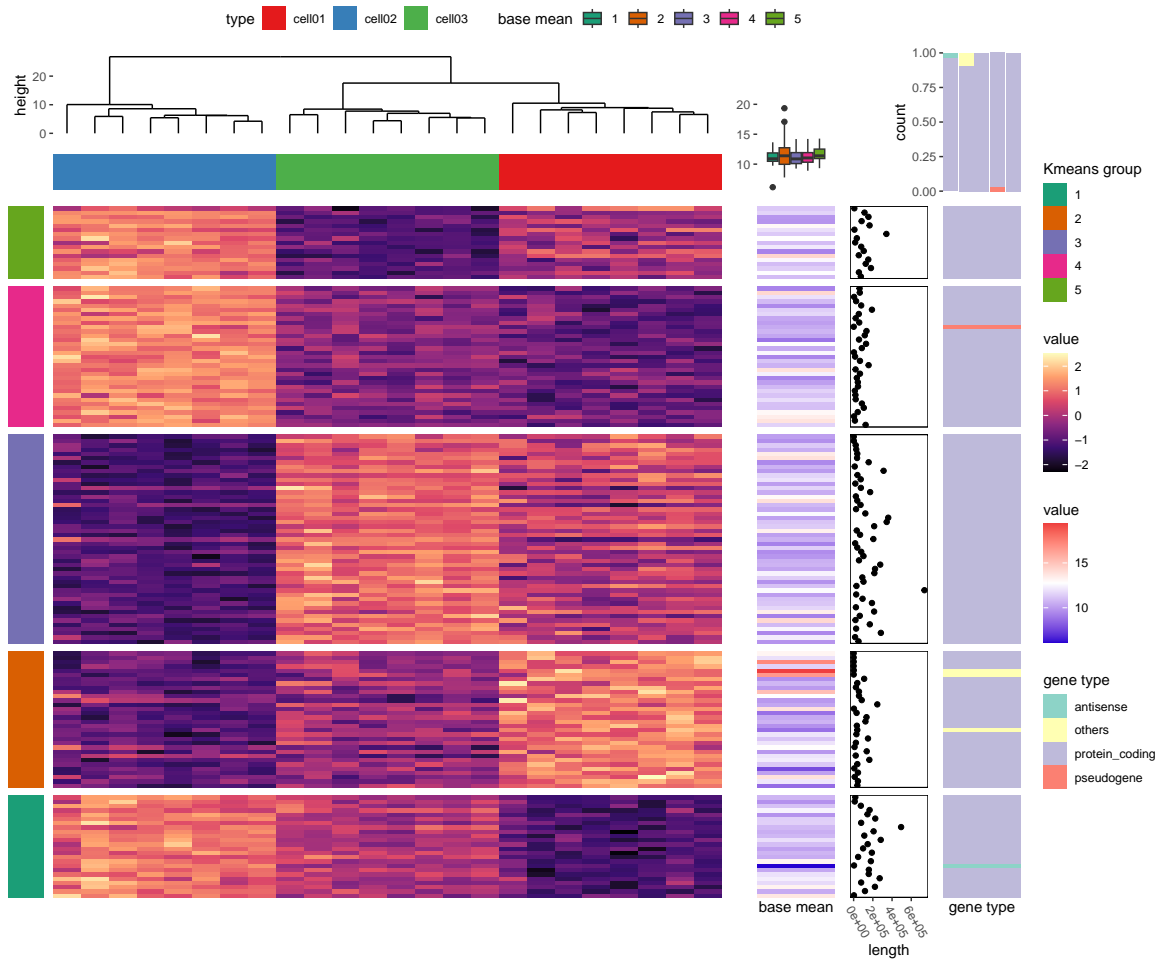 type cell01 cell02 cell03 base mean 1 2 3 4 5
height
20
10
0
20
15
10
count
1.00
0.75
0.50
0.25
0.00
Kmeans group
1
2
3
4
5
value
2
1
0
−1
−2
value
15
10
gene type
antisense
others
protein_coding
pseudogene
base mean
0e+00
2e+05
4e+05
6e+05
length
gene type